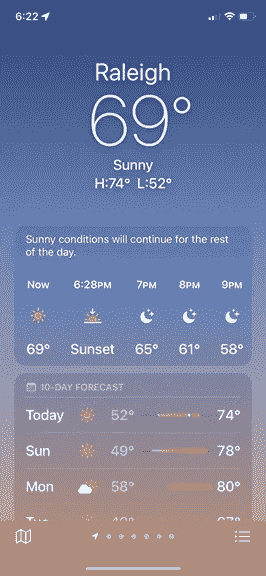 6:22
Raleigh
69°
Sunny
H:74° L:52°
Sunny conditions will continue for the rest
of the day.
Now 6:28PM 7PM 8PM 9PM
69° Sunset 65° 61° 58°
10-DAY FORECAST
Today 52° 74°
Sun 49° 78°
Mon 58° 80°
Tue